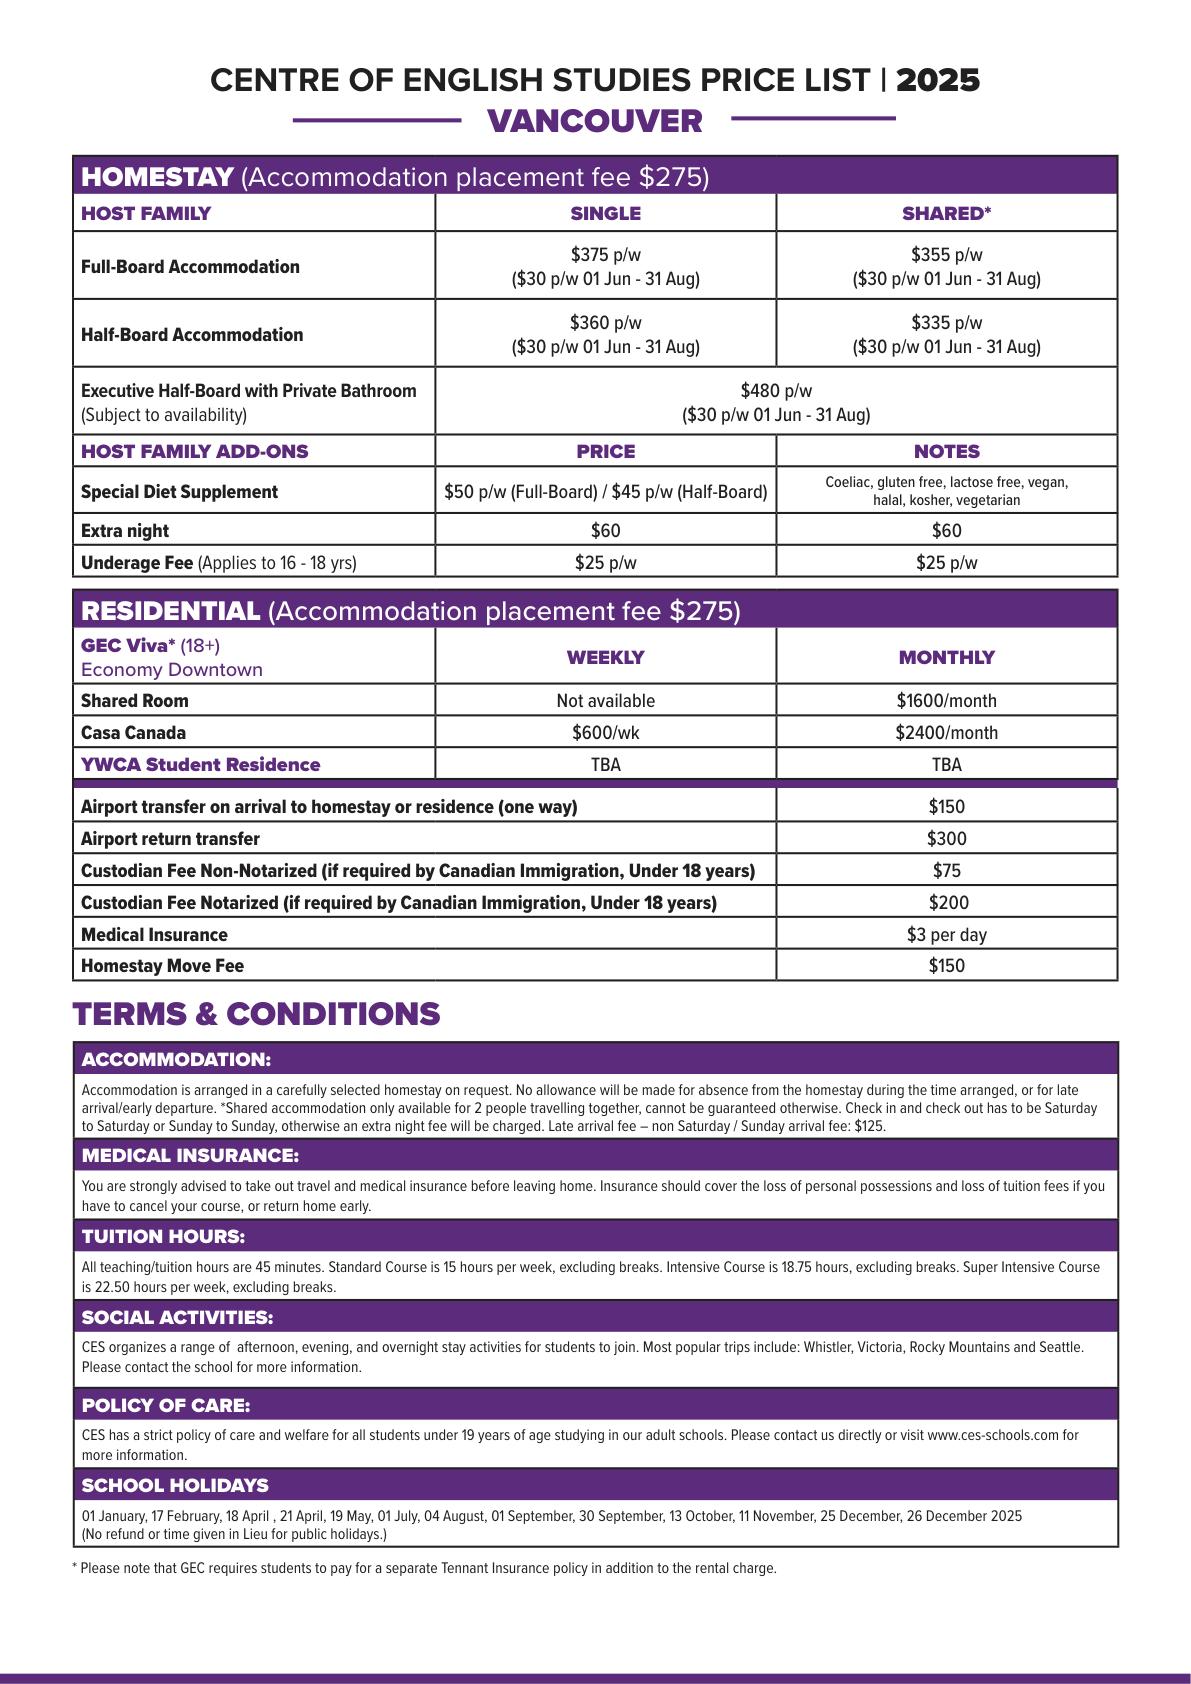 CENTRE OF ENGLISH STUDIES PRICE LIST | 2025
VANCOUVER
HOMESTAY (Accommodation placement fee $275)
HOST FAMILY SINGLE SHARED*
Full-Board Accommodation
$375 p/w
($30 p/w 01 Jun - 31 Aug)
$355 p/w
($30 p/w 01 Jun - 31 Aug)
Half-Board Accommodation
$360 p/w
($30 p/w 01 Jun - 31 Aug)
$335 p/w
($30 p/w 01 Jun - 31 Aug)
Executive Half-Board with Private Bathroom
(Subject to availability)
$480 p/w
($30 p/w 01 Jun - 31 Aug)
HOST FAMILY ADD-ONS PRICE NOTES
Special Diet Supplement $50 p/w (Full-Board) / $45 p/w (Half-Board)
Coeliac, gluten free, lactose free, vegan,
halal, kosher, vegetarian
Extra night $60 $60
Underage Fee (Applies to 16 - 18 yrs) $25 p/w $25 p/w
RESIDENTIAL (Accommodation placement fee $275)
GEC Viva* (18+)
Economy Downtown
WEEKLY MONTHLY
Shared Room Not available $1600/month
Casa Canada $600/wk $2400/month
YWCA Student Residence TBA TBA
Airport transfer on arrival to homestay or residence (one way) $150
Airport return transfer $300
Custodian Fee Non-Notarized (if required by Canadian Immigration, Under 18 years) $75
Custodian Fee Notarized (if required by Canadian Immigration, Under 18 years) $200
Medical Insurance $3 per day
Homestay Move Fee $150
TERMS & CONDITIONS
ACCOMMODATION:
Accommodation is arranged in a carefully selected homestay on request. No allowance will be made for absence from the homestay during the time arranged, or for late
arrival/early departure. *Shared accommodation only available for 2 people travelling together, cannot be guaranteed otherwise. Check in and check out has to be Saturday
to Saturday or Sunday to Sunday, otherwise an extra night fee will be charged. Late arrival fee – non Saturday / Sunday arrival fee: $125.
MEDICAL INSURANCE:
You are strongly advised to take out travel and medical insurance before leaving home. Insurance should cover the loss of personal possessions and loss of tuition fees if you
have to cancel your course, or return home early.
TUITION HOURS:
All teaching/tuition hours are 45 minutes. Standard Course is 15 hours per week, excluding breaks. Intensive Course is 18.75 hours, excluding breaks. Super Intensive Course
is 22.50 hours per week, excluding breaks.
SOCIAL ACTIVITIES:
CES organizes a range of afternoon, evening, and overnight stay activities for students to join. Most popular trips include: Whistler, Victoria, Rocky Mountains and Seattle.
Please contact the school for more information.
POLICY OF CARE:
CES has a strict policy of care and welfare for all students under 19 years of age studying in our adult schools. Please contact us directly or visit www.ces-schools.com for
more information.
SCHOOL HOLIDAYS
01 January, 17 February, 18 April , 21 April, 19 May, 01 July, 04 August, 01 September, 30 September, 13 October, 11 November, 25 December, 26 December 2025
(No refund or time given in Lieu for public holidays.)
* Please note that GEC requires students to pay for a separate Tennant Insurance policy in addition to the rental charge.